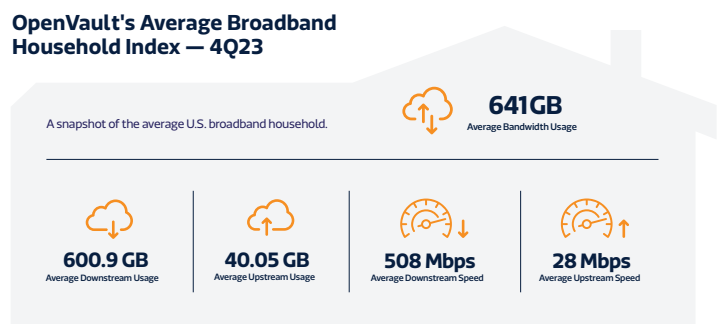 OpenVault's Average Broadband
Household Index — 4Q23
A snapshot of the average U.S. broadband household.
641GB
Average Bandwidth Usage
600.9 GB
Average Downstream Usage
40.05 GB
Average Upstream Usage
508 Mbps
Average Downstream Speed
28 Mbps
Average Upstream Speed